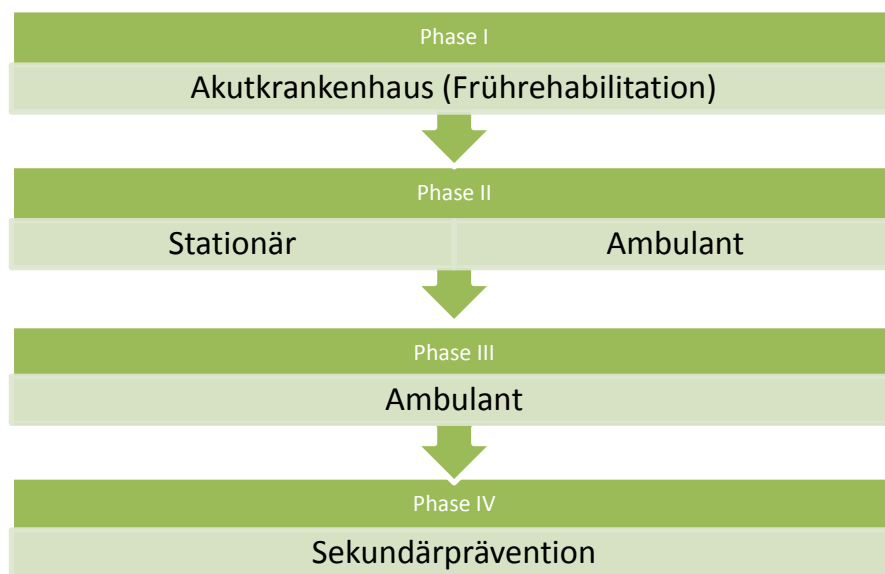 Phase I
Akutkrankenhaus (Frührehabilitation)
Phase II
Stationär Ambulant
Phase III
Ambulant
Phase IV
Sekundärprävention